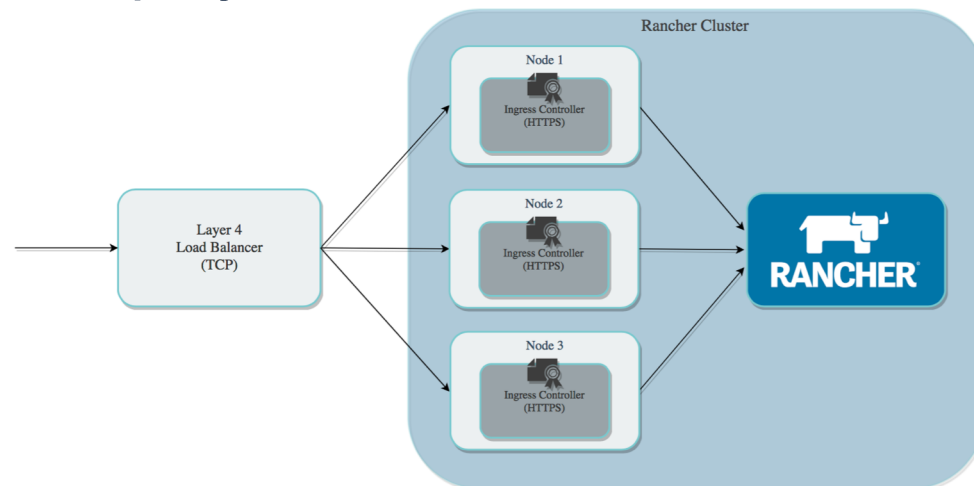 Rancher Cluster
Node 1
Ingress Controller
(HTTPS)
Layer 4
Load Balancer
(TCP)
Node 2
Ingress Controller
(HTTPS)
RANCHER®
Node 3
Ingress Controller
(HTTPS)